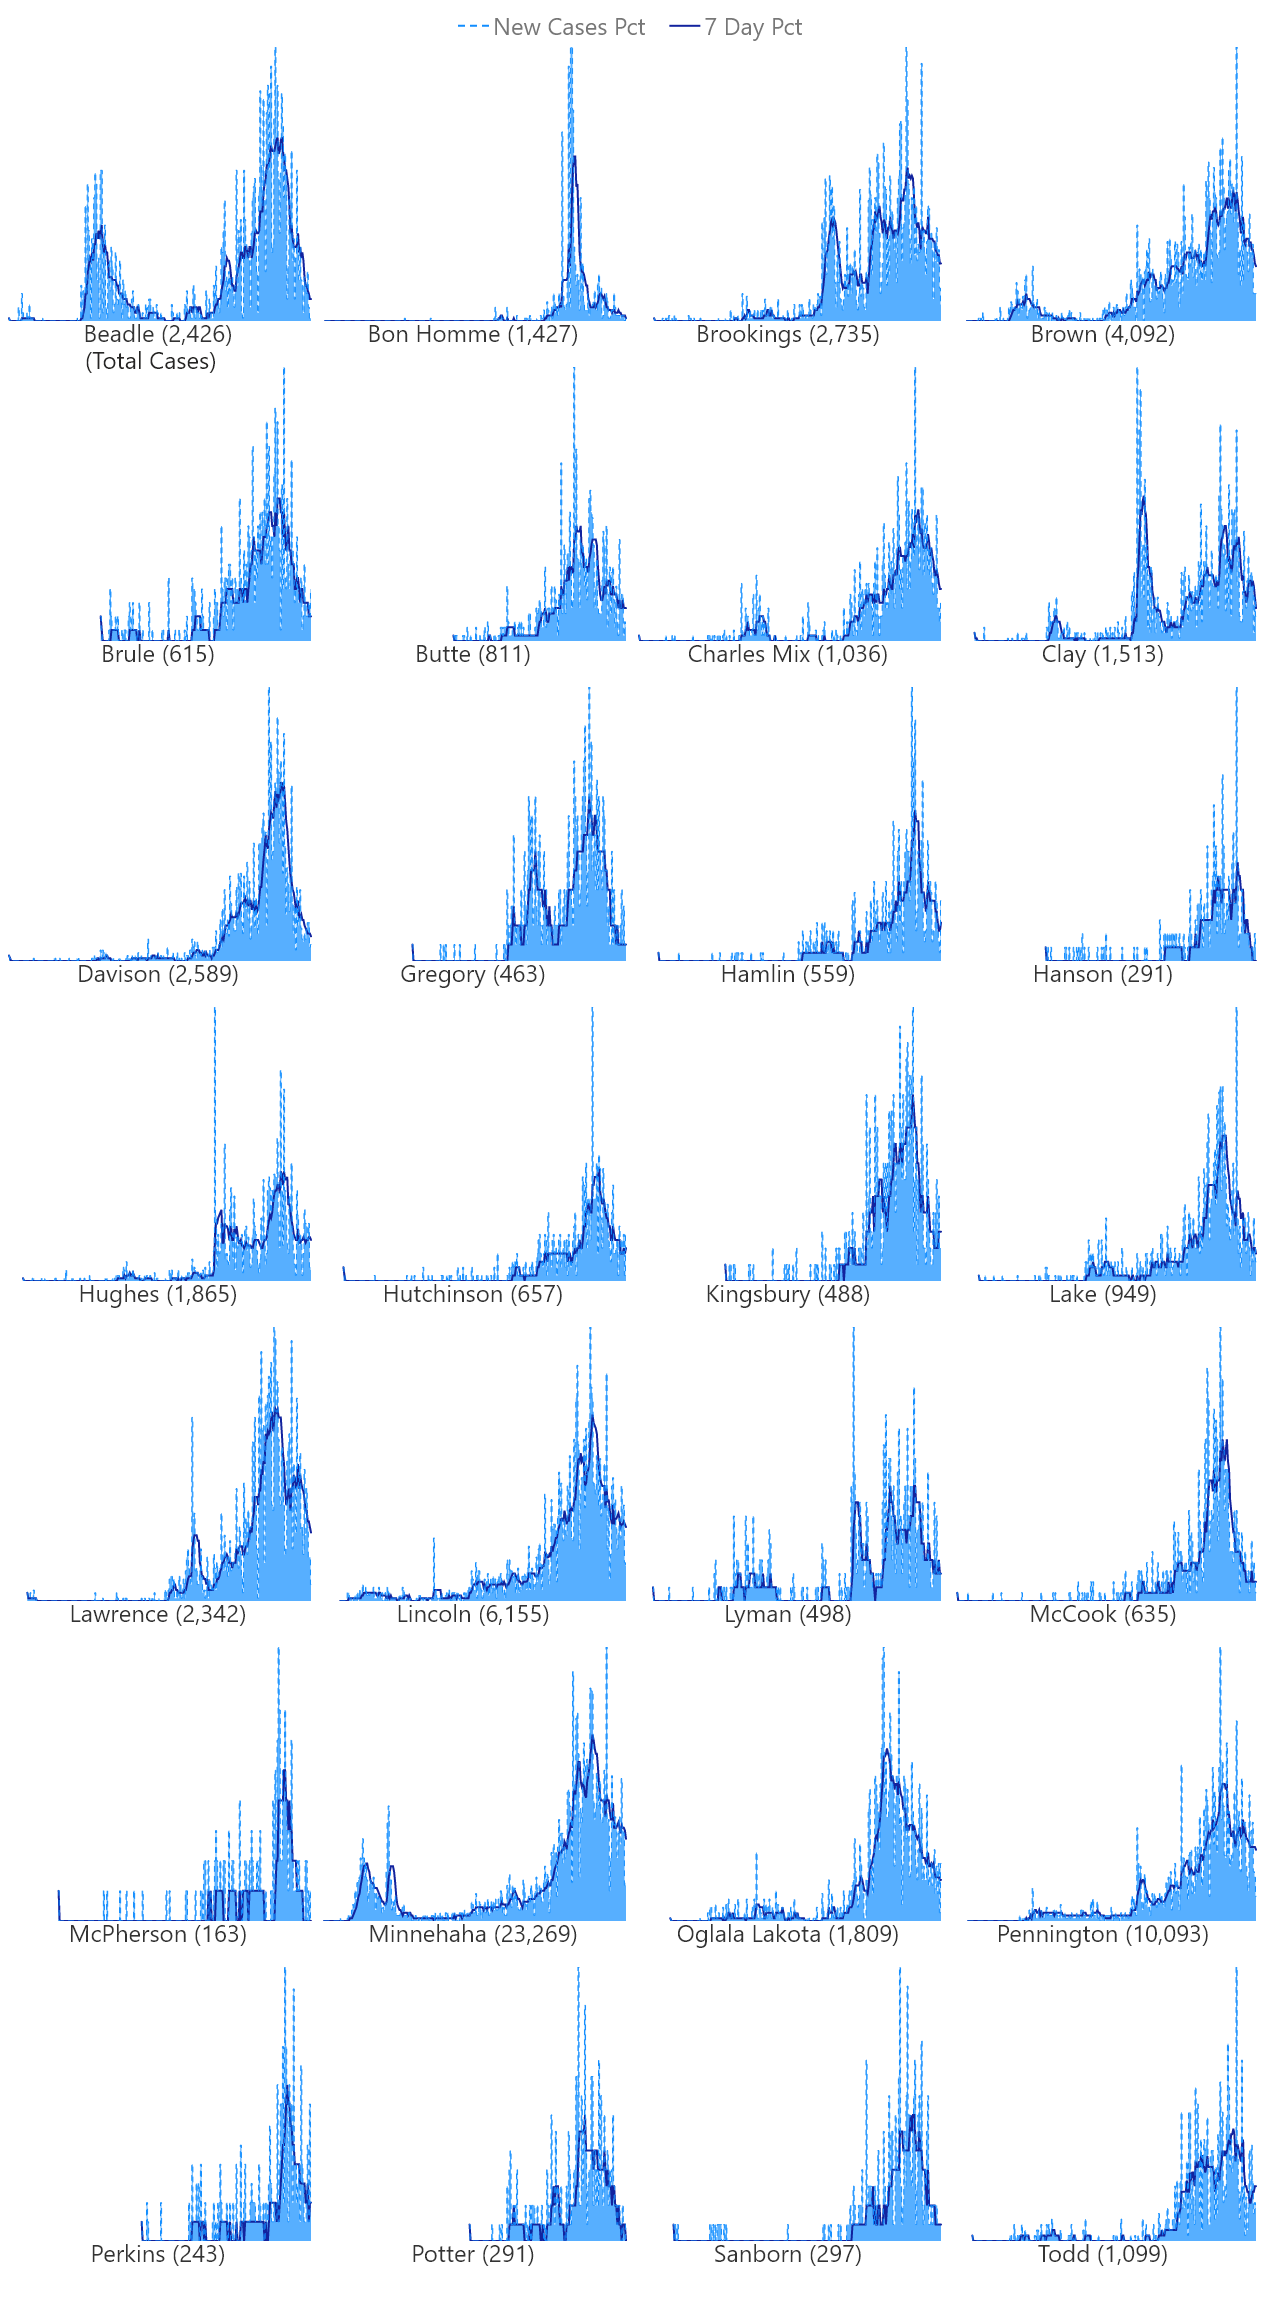 New Cases Pct 7 Day Pct
Beadle (2,426) Bon Homme (1,427) Brookings (2,735) Brown (4,092)
(Total Cases)
Brule (615) Butte (811) Charles Mix (1,036) Clay (1,513)
Davison (2,589) Gregory (463) Hamlin (559) Hanson (291)
Hughes (1,865) Hutchinson (657) Kingsbury (488) Lake (949)
Lawrence (2,342) Lincoln (6,155) Lyman (498) McCook (635)
McPherson (163) Minnehaha (23,269) Oglala Lakota (1,809) Pennington (10,093)
Perkins (243) Potter (291) Sanborn (297) Todd (1,099)